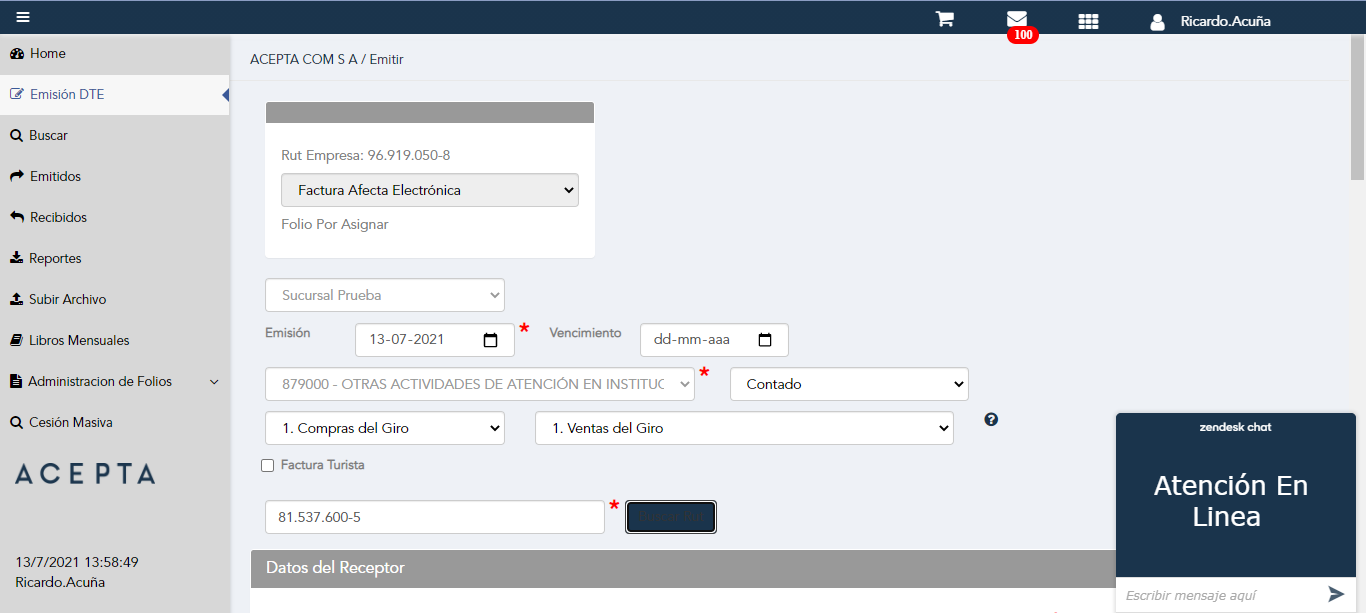 100
Ricardo.Acuña
Home
Emisión DTE
Buscar
Emitidos
Recibidos
Reportes
Subir Archivo
Libros Mensuales
Administracion de Folios
Cesión Masiva
ACEPTA
13/7/2021 13:58:49
Ricardo.Acuña
ACEPTA COM S A / Emitir
Rut Empresa: 96.919.050-8
Factura Afecta Electrónica
Folio Por Asignar
Sucursal Prueba
Emisión 13-07-2021 * Vencimiento dd-mm-aaa
879000 - OTRAS ACTIVIDADES DE ATENCIÓN EN INSTITUC * Contado
1. Compras del Giro 1. Ventas del Giro
Factura Turista
81.537.600-5 *
Datos del Receptor
zendesk chat
Atención En
Linea
Escribir mensaje aquí